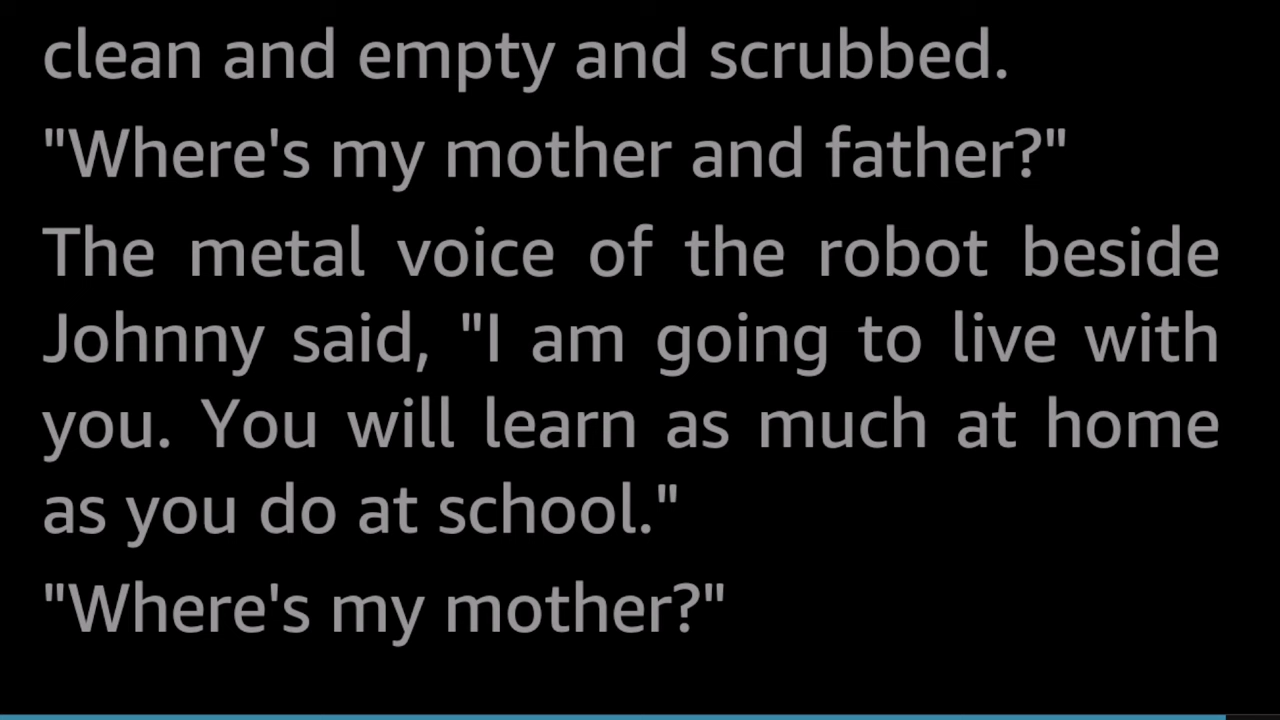 clean and empty and scrubbed.
"Where's my mother and father?"
The metal voice of the robot beside
Johnny said, "I am going to live with
you. You will learn as much at home
as you do at school."
"Where's my mother?"